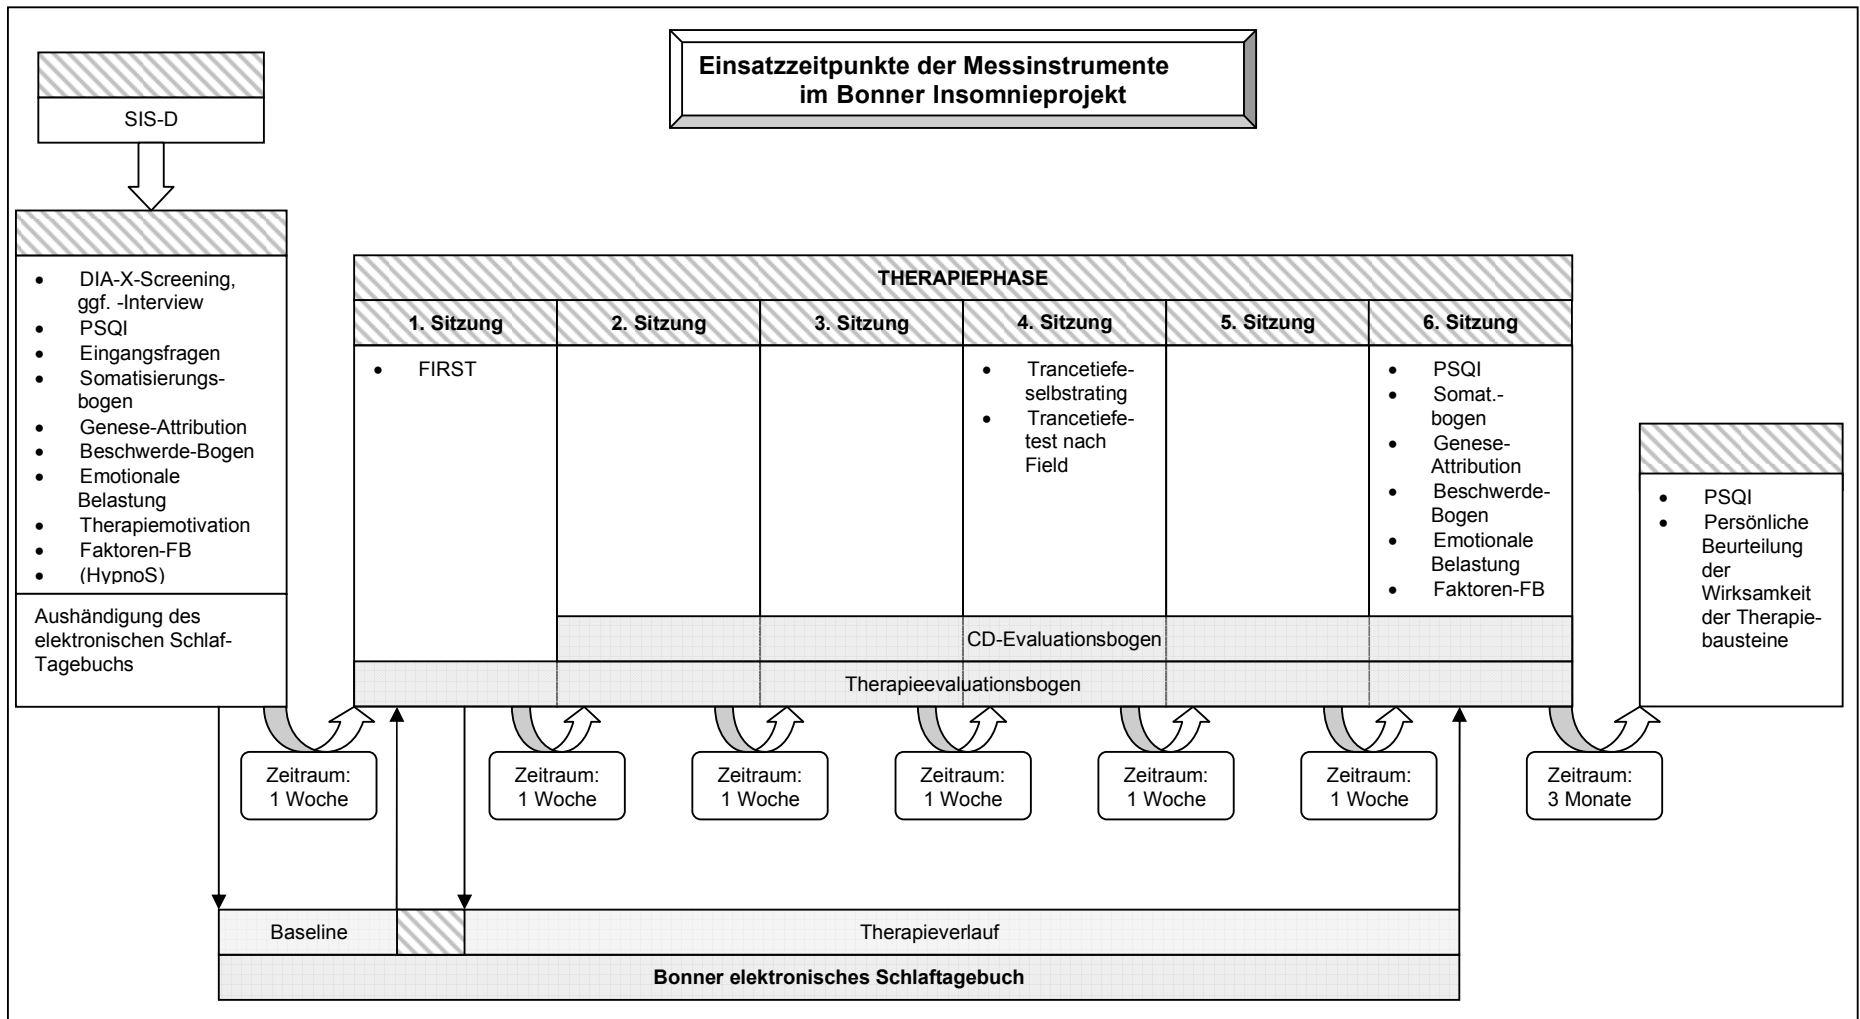 Einsatzzeitpunkte der Messinstrumente
im Bonner Insomnieprojekt
SIS-D
• DIA-X-Screening,
ggf. -Interview
• PSQI
• Eingangsfragen
• Somatisierungs-
bogen
• Genese-Attribution
• Beschwerde-Bogen
• Emotionale
Belastung
• Therapiemotivation
• Faktoren-FB
• (HypnoS)
Aushändigung des
elektronischen Schlaf-
Tagebuchs
THERAPIEPHASE
1. Sitzung
2. Sitzung
3. Sitzung
4. Sitzung
5. Sitzung
6. Sitzung
• FIRST
• Trancetiefe-
selbstrating
• Trancetiefe-
test nach
Field
• PSQI
• Somat.-
bogen
• Genese-
Attribution
• Beschwerde-
Bogen
• Emotionale
Belastung
• Faktoren-FB
CD-Evaluationsbogen
Therapieevaluationsbogen
• PSQI
• Persönliche
Beurteilung
der
Wirksamkeit
der Therapie-
bausteine
Zeitraum:
1 Woche
Zeitraum:
1 Woche
Zeitraum:
1 Woche
Zeitraum:
1 Woche
Zeitraum:
1 Woche
Zeitraum:
1 Woche
Zeitraum:
3 Monate
Baseline
Therapieverlauf
Bonner elektronisches Schlaftagebuch